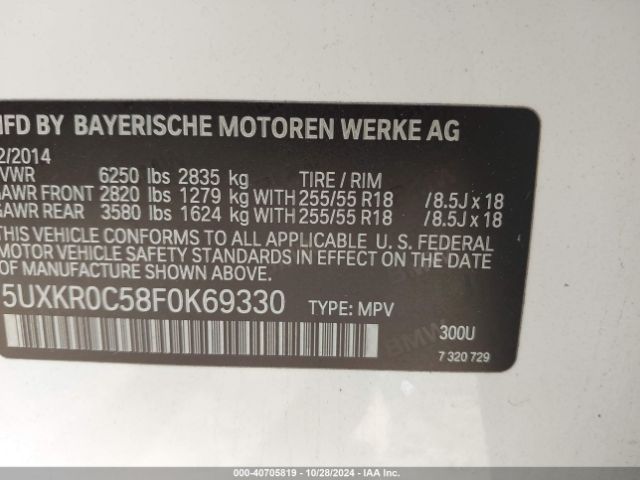 MFD BY BAYERISCHE MOTOREN WERKE AG
2/2014
GVWR 6250 lbs 2835 kg TIRE / RIM
GAWR FRONT 2820 lbs 1279 kg WITH 255/55 R18 /8.5J x 18
GAWR REAR 3580 lbs 1624 kg WITH 255/55 R18 /8.5J x 18
THIS VEHICLE CONFORMS TO ALL APPLICABLE U. S. FEDERAL
MOTOR VEHICLE SAFETY STANDARDS IN EFFECT ON THE DATE OF
5UXKR0C58F0K69330 TYPE: MPV
300U
BMW
7 320 729
000-40705819 - 10/28/2024 - IAA Inc.